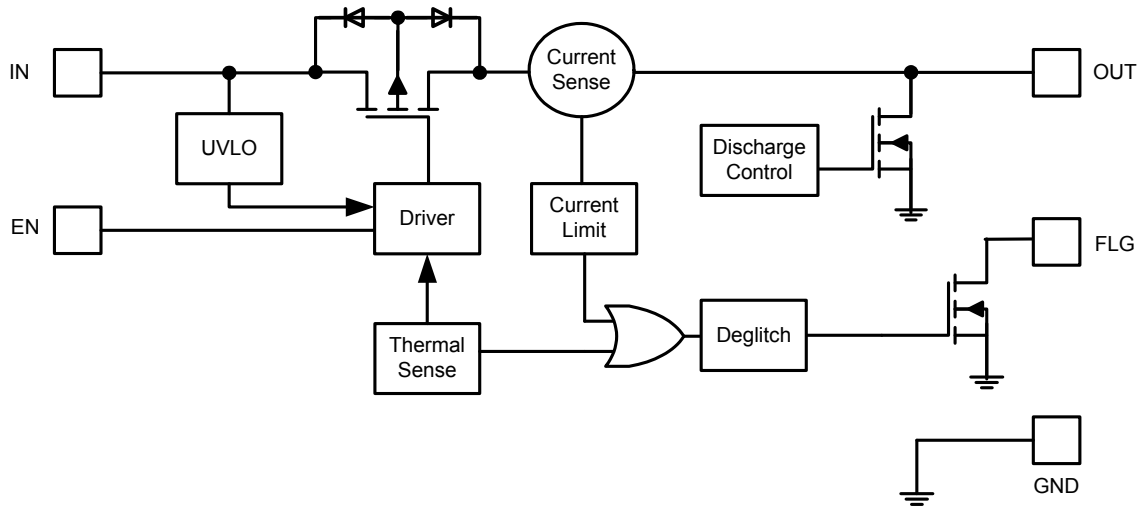 IN
Current
Sense
OUT
UVLO
Discharge
Control
EN
Driver
Current
Limit
FLG
Thermal
Sense
Deglitch
GND